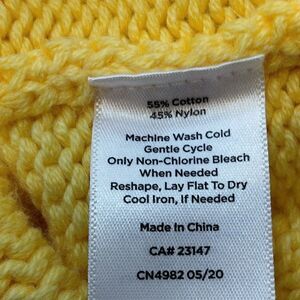 55% Cotton
45% Nylon
Machine Wash Cold
Gentle Cycle
Only Non-Chlorine Bleach
When Needed
Reshape, Lay Flat To Dry
Cool Iron, If Needed
Made In China
CA# 23147
CN4982 05/20